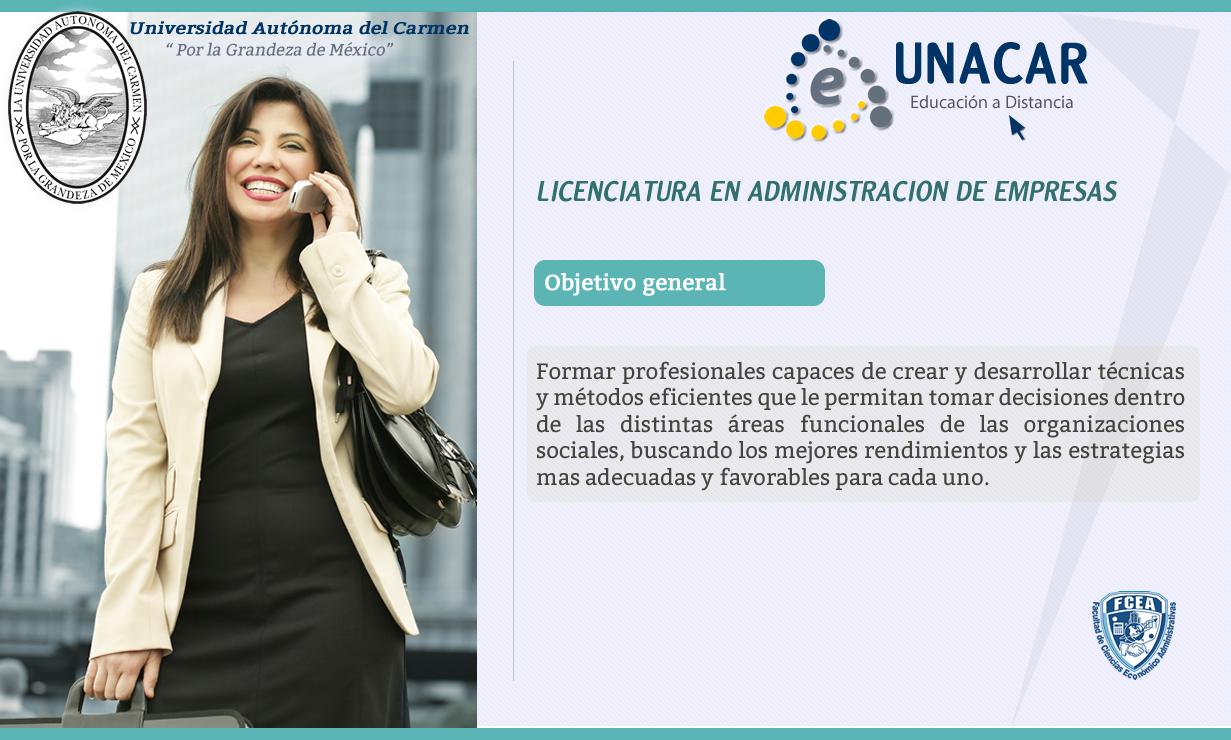 Universidad Autónoma del Carmen
“ Por la Grandeza de México”
LA UNIVERSIDAD AUTONOMA DEL CARMEN
POR LA GRANDEZA DE MEXICO
e
UNACAR
Educación a Distancia
LICENCIATURA EN ADMINISTRACION DE EMPRESAS
Objetivo general
Formar profesionales capaces de crear y desarrollar técnicas
y métodos eficientes que le permitan tomar decisiones dentro
de las distintas áreas funcionales de las organizaciones
sociales, buscando los mejores rendimientos y las estrategias
mas adecuadas y favorables para cada uno.
FCEA
Facultad de Ciencias Económico Administrativas